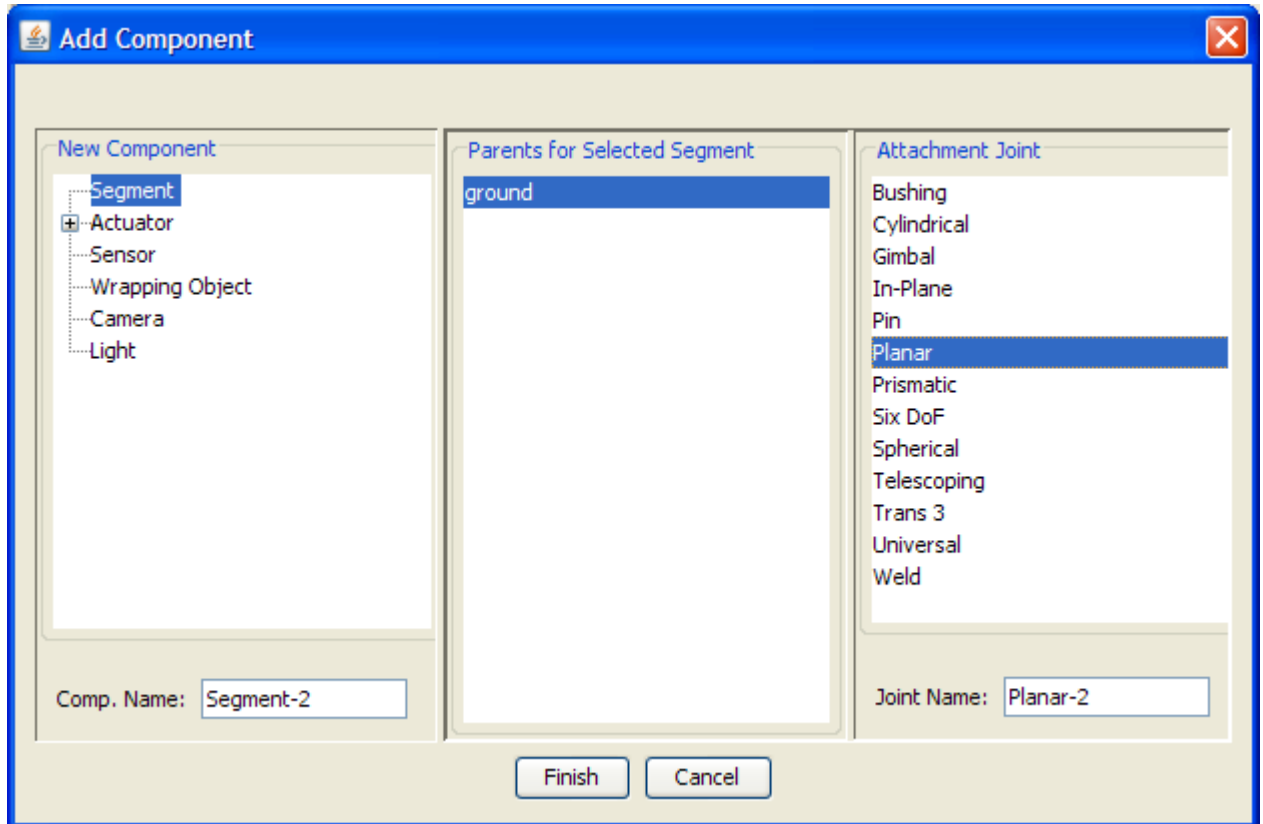 Add Component
New Component
Segment
Actuator
Sensor
Wrapping Object
Camera
Light
Comp. Name: Segment-2
Parents for Selected Segment
ground
Attachment Joint
Bushing
Cylindrical
Gimbal
In-Plane
Pin
Planar
Prismatic
Six DoF
Spherical
Telescoping
Trans 3
Universal
Weld
Joint Name: Planar-2
Finish Cancel